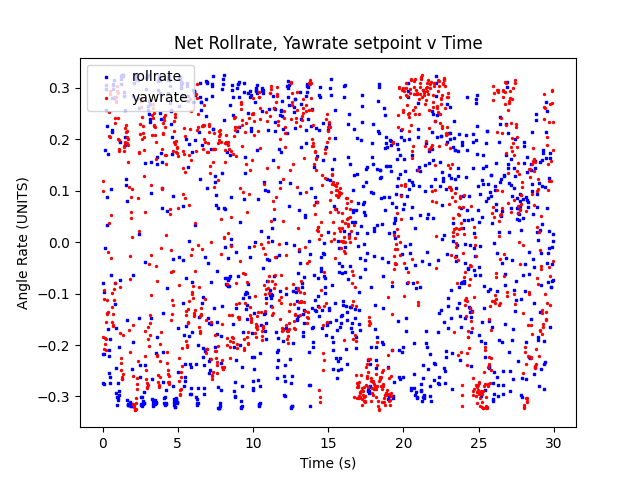 Net Rollrate, Yawrate setpoint v Time
rollrate
yawrate
Angle Rate (UNITS)
0.3
0.2
0.1
0.0
−0.1
−0.2
−0.3
0
5
10
15
20
25
30
Time (s)